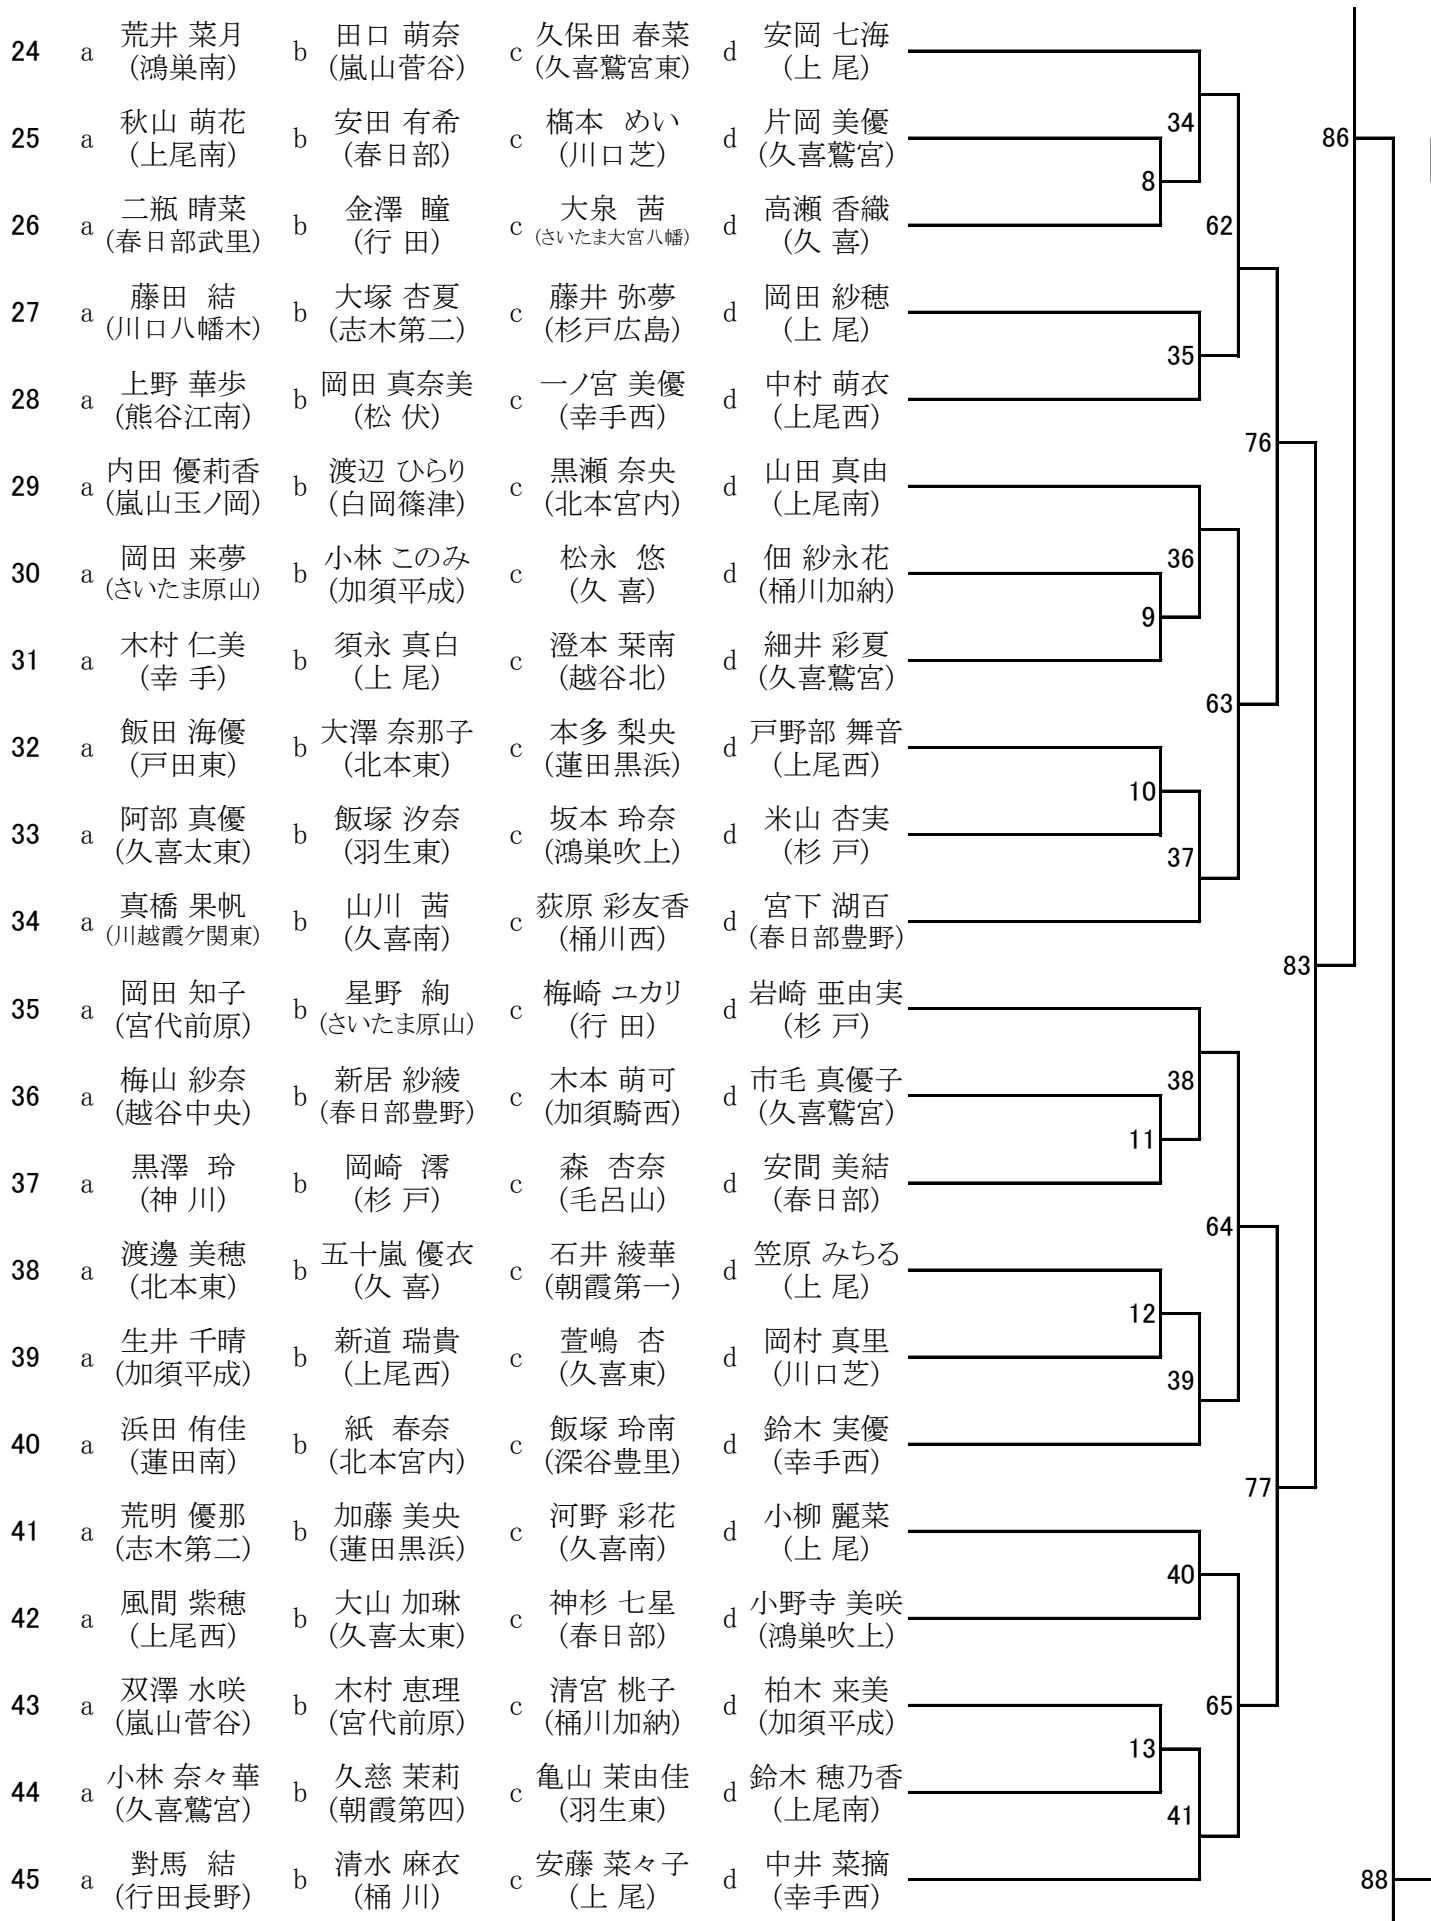 24 a 荒井 菜月 b 田口 萌奈 c 久保田 春菜 d 安岡 七海
(鴻巣南) (嵐山菅谷) (久喜鷲宮東) (上 尾)
25 a 秋山 萌花 b 安田 有希 c 槗本 めい d 片岡 美優 34 86
(上尾南) (春日部) (川口芝) (久喜鷲宮)
8
26 a 二瓶 晴菜 b 金澤 瞳 c 大泉 茜 d 高瀬 香織 62
(春日部武里) (行 田) (さいたま大宮八幡) (久 喜)
27 a 藤田 結 b 大塚 杏夏 c 藤井 弥夢 d 岡田 紗穂
(川口八幡木) (志木第二) (杉戸広島) (上 尾)
35
28 a 上野 華歩 b 岡田 真奈美 c 一ノ宮 美優 d 中村 萌衣
(熊谷江南) (松 伏) (幸手西) (上尾西)
76
29 a 内田 優莉香 b 渡辺 ひらり c 黒瀬 奈央 d 山田 真由
(嵐山玉ノ岡) (白岡篠津) (北本宮内) (上尾南)
30 a 岡田 来夢 b 小林 このみ c 松永 悠 d 佃 紗永花 36
(さいたま原山) (加須平成) (久 喜) (桶川加納)
9
31 a 木村 仁美 b 須永 真白 c 澄本 栞南 d 細井 彩夏
(幸 手) (上 尾) (越谷北) (久喜鷲宮)
63
32 a 飯田 海優 b 大澤 奈那子 c 本多 梨央 d 戸野部 舞音
(戸田東) (北本東) (蓮田黒浜) (上尾西)
10
33 a 阿部 真優 b 飯塚 汐奈 c 坂本 玲奈 d 米山 杏実
(久喜太東) (羽生東) (鴻巣吹上) (杉 戸) 37
34 a 真橋 果帆 b 山川 茜 c 荻原 彩友香 d 宮下 湖百
(川越霞ケ関東) (久喜南) (桶川西) (春日部豊野)
83
35 a 岡田 知子 b 星野 絢 c 梅崎 ユカリ d 岩崎 亜由実
(宮代前原) (さいたま原山) (行 田) (杉 戸)
36 a 梅山 紗奈 b 新居 紗綾 c 木本 萌可 d 市毛 真優子 38
(越谷中央) (春日部豊野) (加須騎西) (久喜鷲宮)
11
37 a 黒澤 玲 b 岡崎 澪 c 森 杏奈 d 安間 美結
(神 川) (杉 戸) (毛呂山) (春日部)
64
38 a 渡邊 美穂 b 五十嵐 優衣 c 石井 綾華 d 笠原 みちる
(北本東) (久 喜) (朝霞第一) (上 尾)
12
39 a 生井 千晴 b 新道 瑞貴 c 萱嶋 杏 d 岡村 真里
(加須平成) (上尾西) (久喜東) (川口芝) 39
40 a 浜田 侑佳 b 紙 春奈 c 飯塚 玲南 d 鈴木 実優
(蓮田南) (北本宮内) (深谷豊里) (幸手西)
77
41 a 荒明 優那 b 加藤 美央 c 河野 彩花 d 小柳 麗菜
(志木第二) (蓮田黒浜) (久喜南) (上 尾)
40
42 a 風間 紫穂 b 大山 加琳 c 神杉 七星 d 小野寺 美咲
(上尾西) (久喜太東) (春日部) (鴻巣吹上)
43 a 双澤 水咲 b 木村 恵理 c 清宮 桃子 d 柏木 来美 65
(嵐山菅谷) (宮代前原) (桶川加納) (加須平成)
13
44 a 小林 奈々華 b 久慈 茉莉 c 亀山 茉由佳 d 鈴木 穂乃香
(久喜鷲宮) (朝霞第四) (羽生東) (上尾南) 41
45 a 對馬 結 b 清水 麻衣 c 安藤 菜々子 d 中井 菜摘 88
(行田長野) (桶 川) (上 尾) (幸手西)